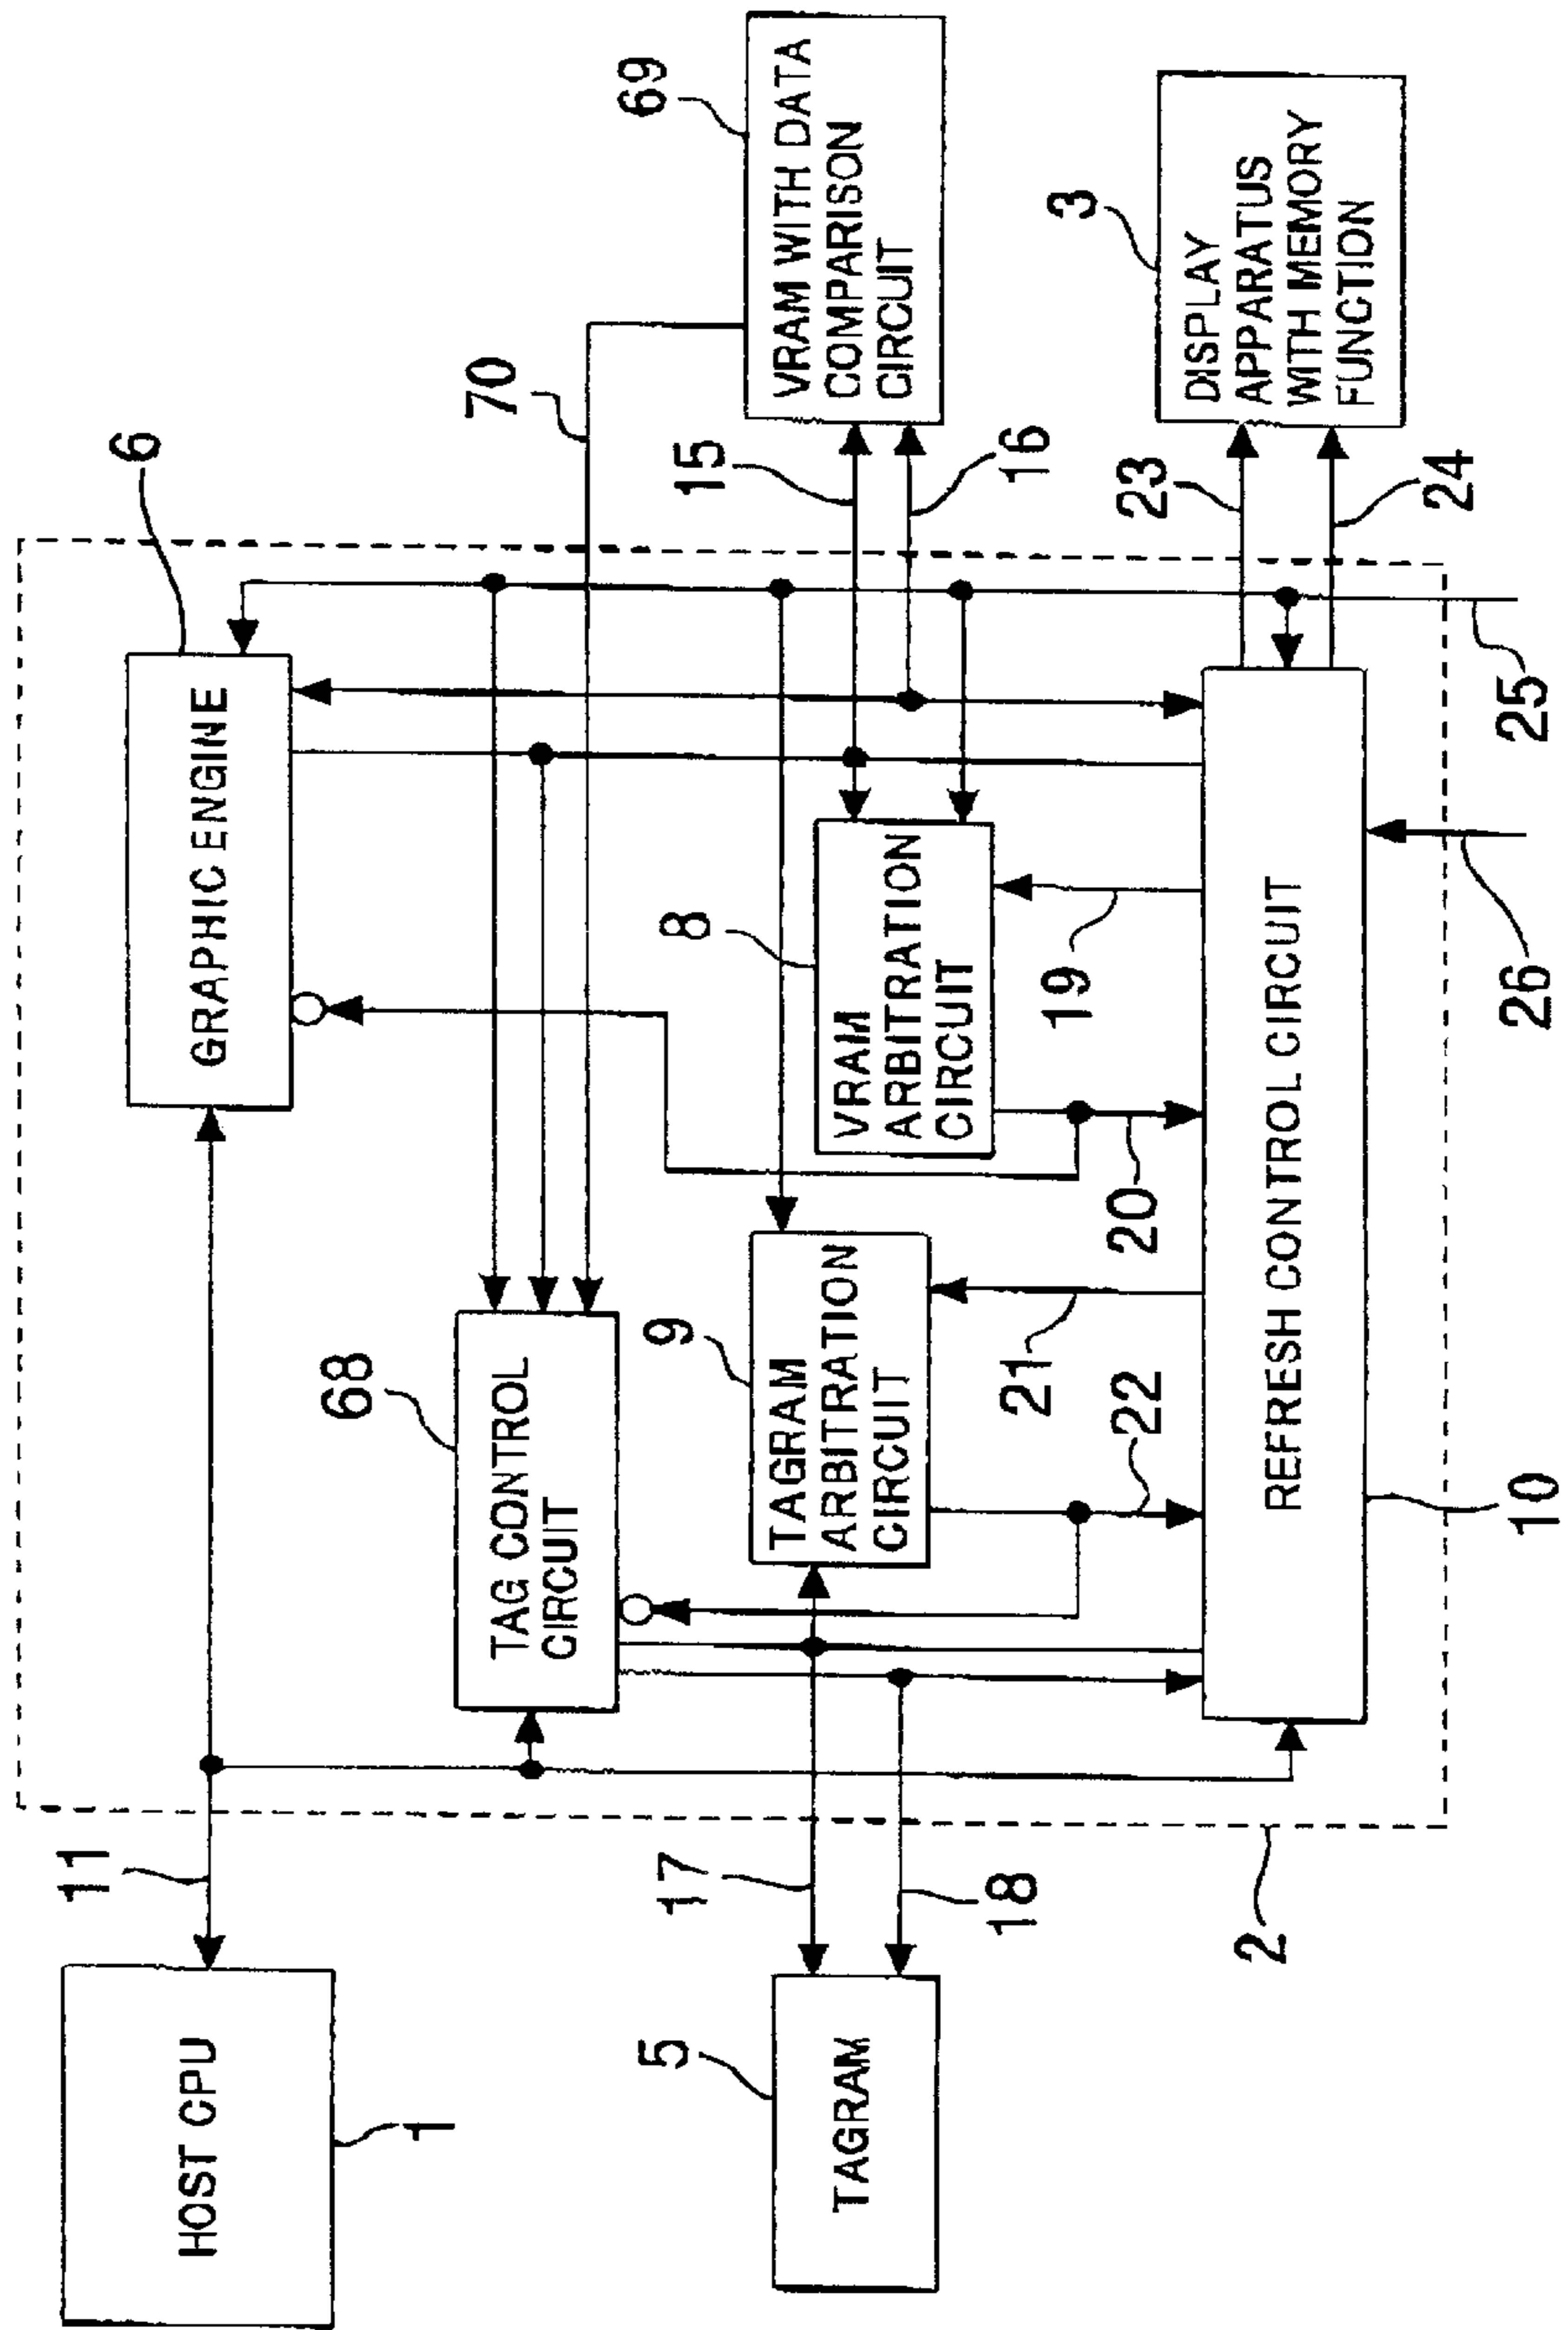 HOST CPU
1
11
GRAPHIC ENGINE
6
TAG CONTROL
CIRCUIT
68
70
VRAM WITH DATA
COMPARISON
CIRCUIT
69
TAGRAM
5
17
18
TAGRAM
ARBITRATION
CIRCUIT
9
VRAM
ARBITRATION
CIRCUIT
8
15
16
19
20
21
22
DISPLAY
APPARATUS
WITH MEMORY
FUNCTION
3
23
24
REFRESH CONTROL CIRCUIT
2
10
26
25